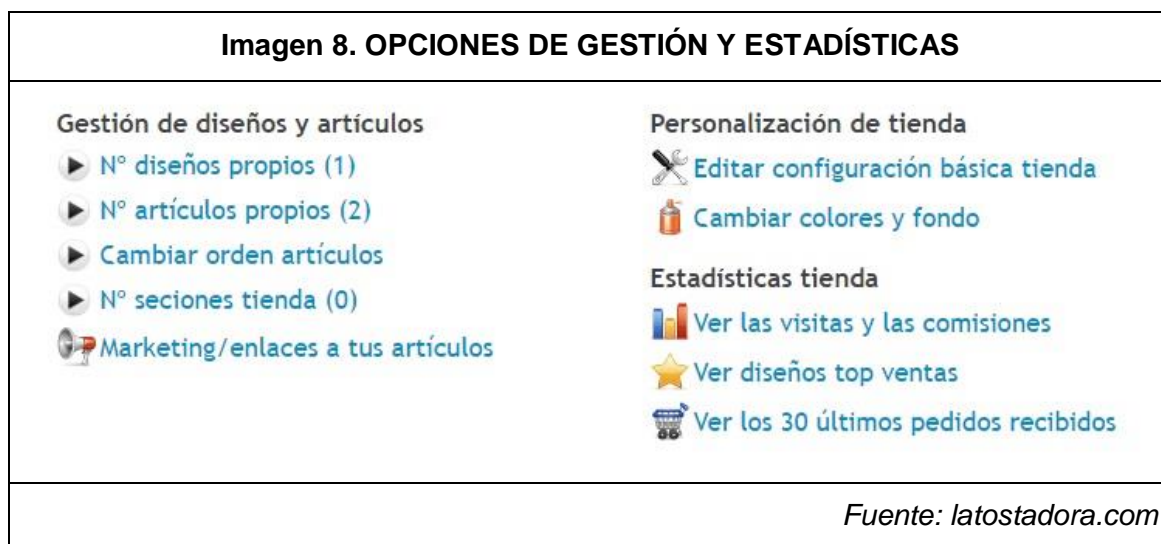 Imagen 8. OPCIONES DE GESTIÓN Y ESTADÍSTICAS
Gestión de diseños y artículos
Nº diseños propios (1)
Nº artículos propios (2)
Cambiar orden artículos
Nº seciones tienda (0)
Marketing/enlaces a tus artículos
Personalización de tienda
Editar configuración básica tienda
Cambiar colores y fondo
Estadísticas tienda
Ver las visitas y las comisiones
Ver diseños top ventas
Ver los 30 últimos pedidos recibidos
Fuente: latostadora.com